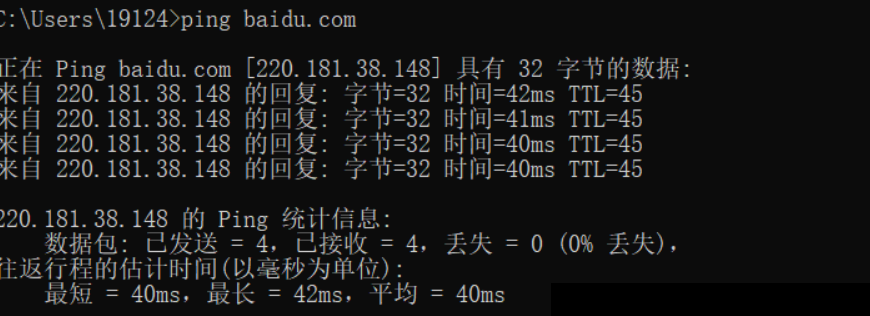 C:\Users\19124>ping baidu.com
正在 Ping baidu.com [220.181.38.148] 具有 32 字节的数据:
来自 220.181.38.148 的回复: 字节=32 时间=42ms TTL=45
来自 220.181.38.148 的回复: 字节=32 时间=41ms TTL=45
来自 220.181.38.148 的回复: 字节=32 时间=40ms TTL=45
来自 220.181.38.148 的回复: 字节=32 时间=40ms TTL=45
220.181.38.148 的 Ping 统计信息:
数据包: 已发送 = 4，已接收 = 4，丢失 = 0 (0% 丢失)，
往返行程的估计时间(以毫秒为单位):
最短 = 40ms，最长 = 42ms，平均 = 40ms